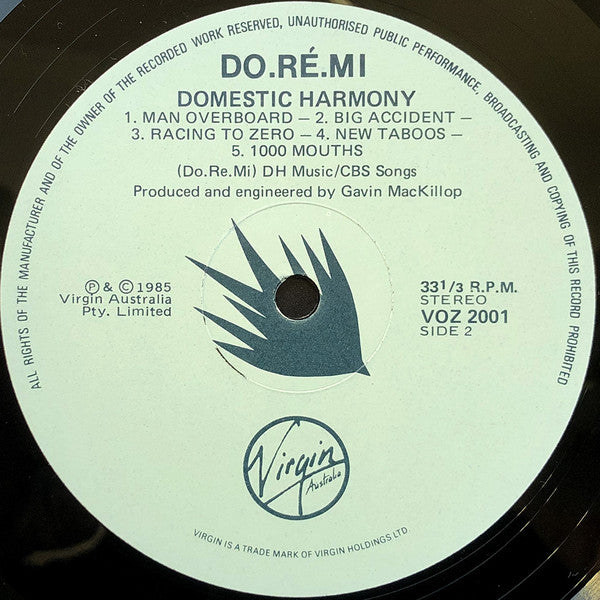 ALL RIGHTS OF THE MANUFACTURER AND OF THE OWNER OF THE RECORDED WORK RESERVED, UNAUTHORISED PUBLIC PERFORMANCE, BROADCASTING AND COPYING OF THIS RECORD PROHIBITED
DO.RÉ.MI
DOMESTIC HARMONY
1. MAN OVERBOARD – 2. BIG ACCIDENT –
3. RACING TO ZERO – 4. NEW TABOOS –
5. 1000 MOUTHS
(Do.Re.Mi) DH Music/CBS Songs
Produced and engineered by Gavin MacKillop
℗ & © 1985
Virgin Australia
Pty. Limited
33 1/3 R.P.M.
STEREO
VOZ 2001
SIDE 2
Virgin
Australia
VIRGIN IS A TRADE MARK OF VIRGIN HOLDINGS LTD.